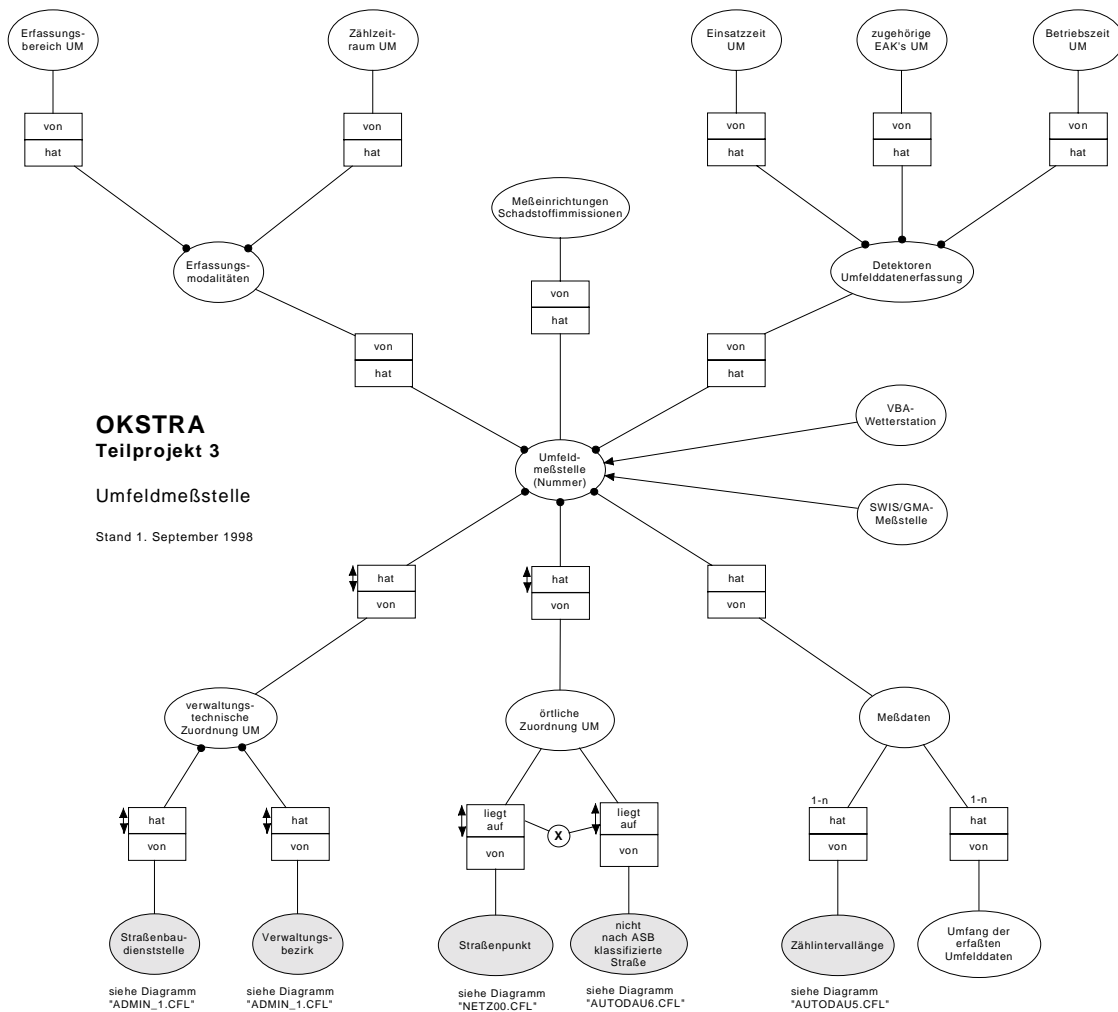 Erfassungs-
bereich UM
Zählzeit-
raum UM
Einsatzzeit
UM
zugehörige
EAK's UM
Betriebszeit
UM
von
hat
von
hat
von
hat
von
hat
von
hat
Meßeinrichtungen
Schadstoffimmissionen
Erfassungs-
modalitäten
Detektoren
Umfelddatenerfassung
von
hat
von
hat
von
hat
OKSTRA
Teilprojekt 3
Umfeldmeßstelle
Stand 1. September 1998
VBA-
Wetterstation
Umfeld-
meßstelle
(Nummer)
SWIS/GMA-
Meßstelle
hat
von
hat
von
hat
von
verwaltungs-
technische
Zuordnung UM
örtliche
Zuordnung UM
Meßdaten
hat
von
hat
von
liegt
auf
von
X
liegt
auf
von
1-n
hat
von
1-n
hat
von
Straßenbau-
dienststelle
Verwaltungs-
bezirk
Straßenpunkt
nicht
nach ASB
klassifizierte
Straße
Zählintervallänge
Umfang der
erfaßten
Umfelddaten
siehe Diagramm
"ADMIN_1.CFL"
siehe Diagramm
"ADMIN_1.CFL"
siehe Diagramm
"NETZ00.CFL"
siehe Diagramm
"AUTODAU6.CFL"
siehe Diagramm
"AUTODAU5.CFL"